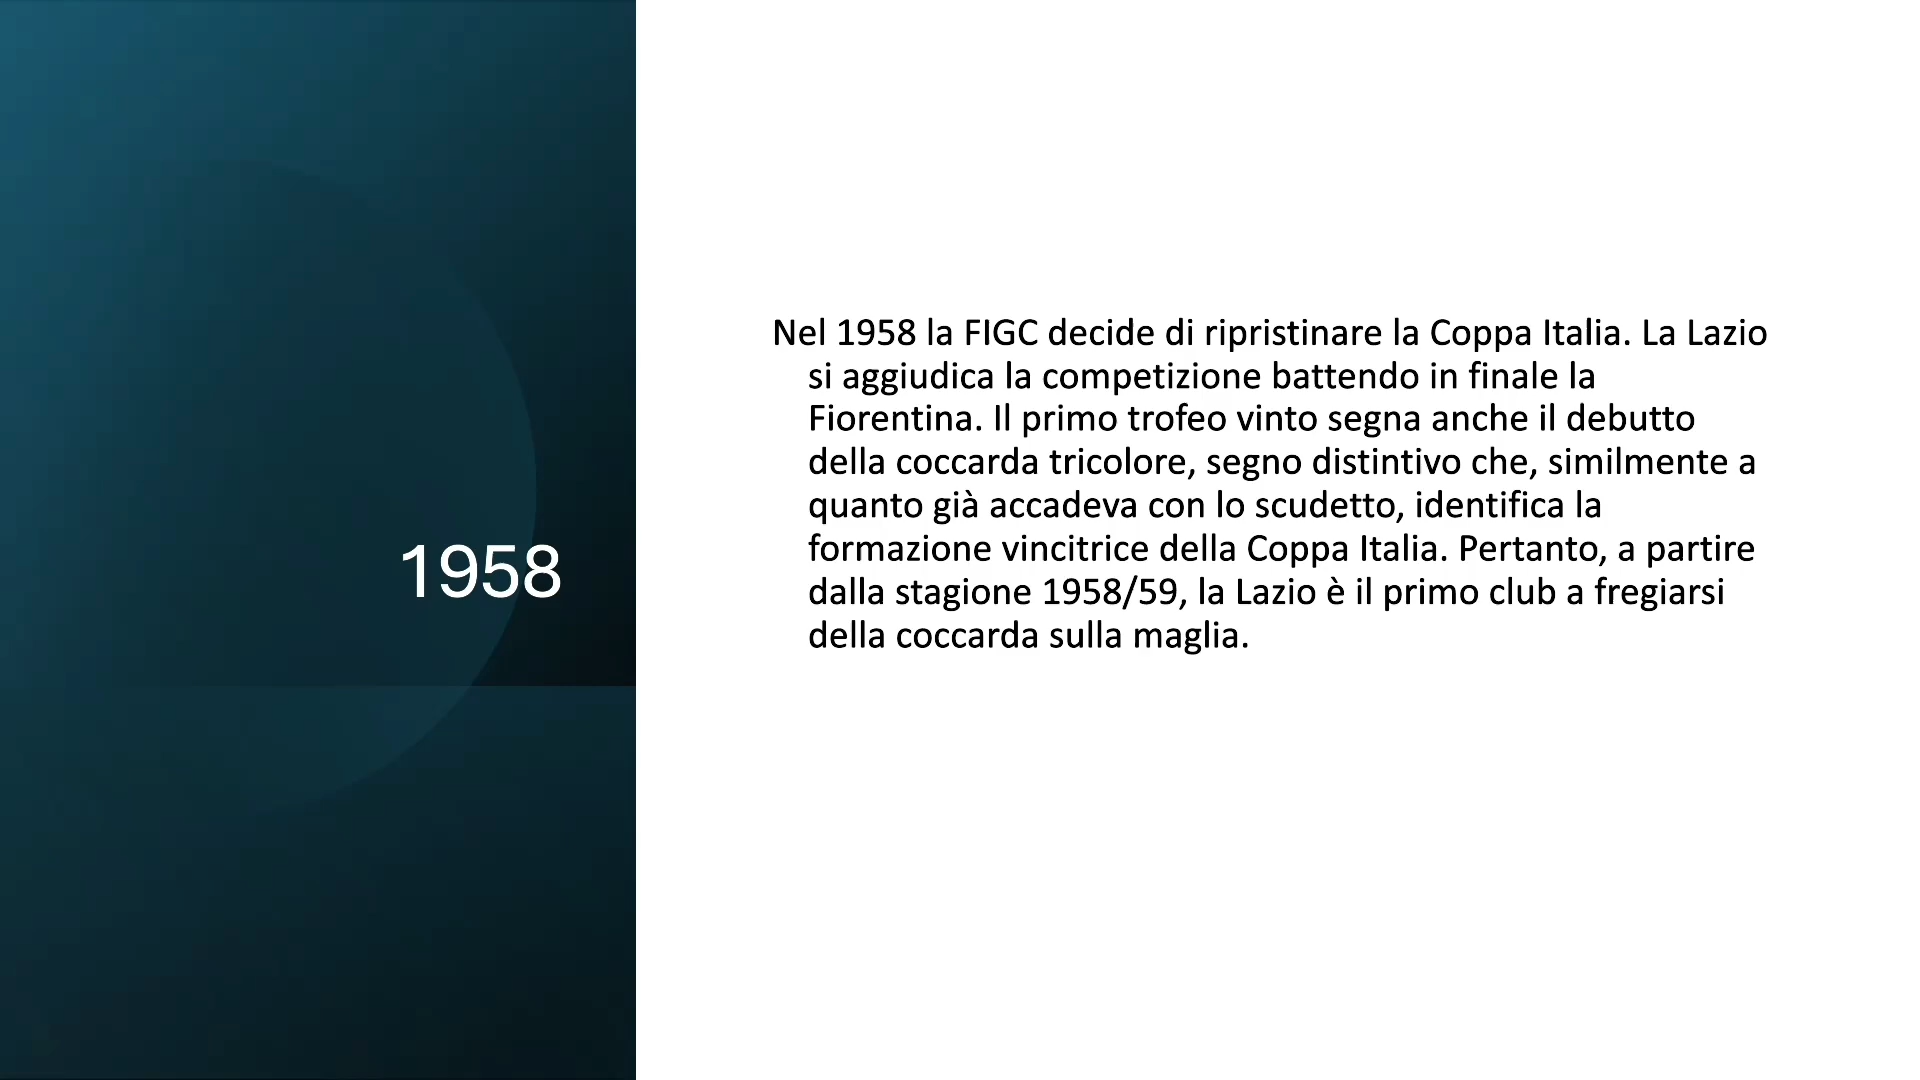 1958
Nel 1958 la FIGC decide di ripristinare la Coppa Italia. La Lazio
si aggiudica la competizione battendo in finale la
Fiorentina. Il primo trofeo vinto segna anche il debutto
della coccarda tricolore, segno distintivo che, similmente a
quanto già accadeva con lo scudetto, identifica la
formazione vincitrice della Coppa Italia. Pertanto, a partire
dalla stagione 1958/59, la Lazio è il primo club a fregiarsi
della coccarda sulla maglia.